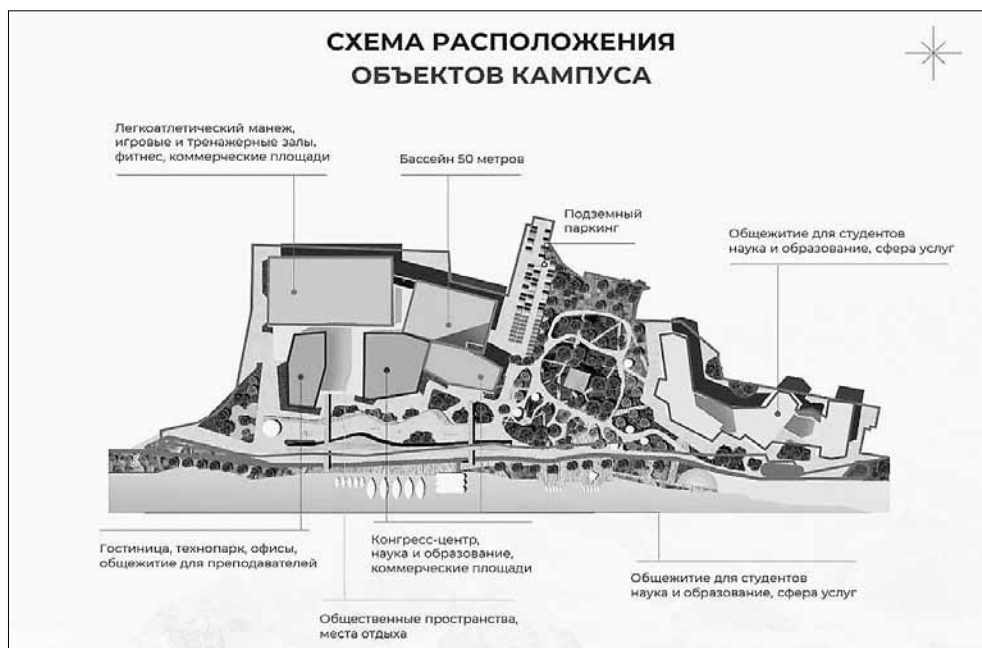 СХЕМА РАСПОЛОЖЕНИЯ
ОБЪЕКТОВ КАМПУСА
Легкоатлетический манеж,
игровые и тренажерные залы,
фитнес, коммерческие площади
Бассейн 50 метров
Подземный
паркинг
Общежитие для студентов
наука и образование, сфера услуг
Гостиница, технопарк, офисы,
общежитие для преподавателей
Конгресс-центр,
наука и образование,
коммерческие площади
Общежитие для студентов
наука и образование, сфера услуг
Общественные пространства,
места отдыха